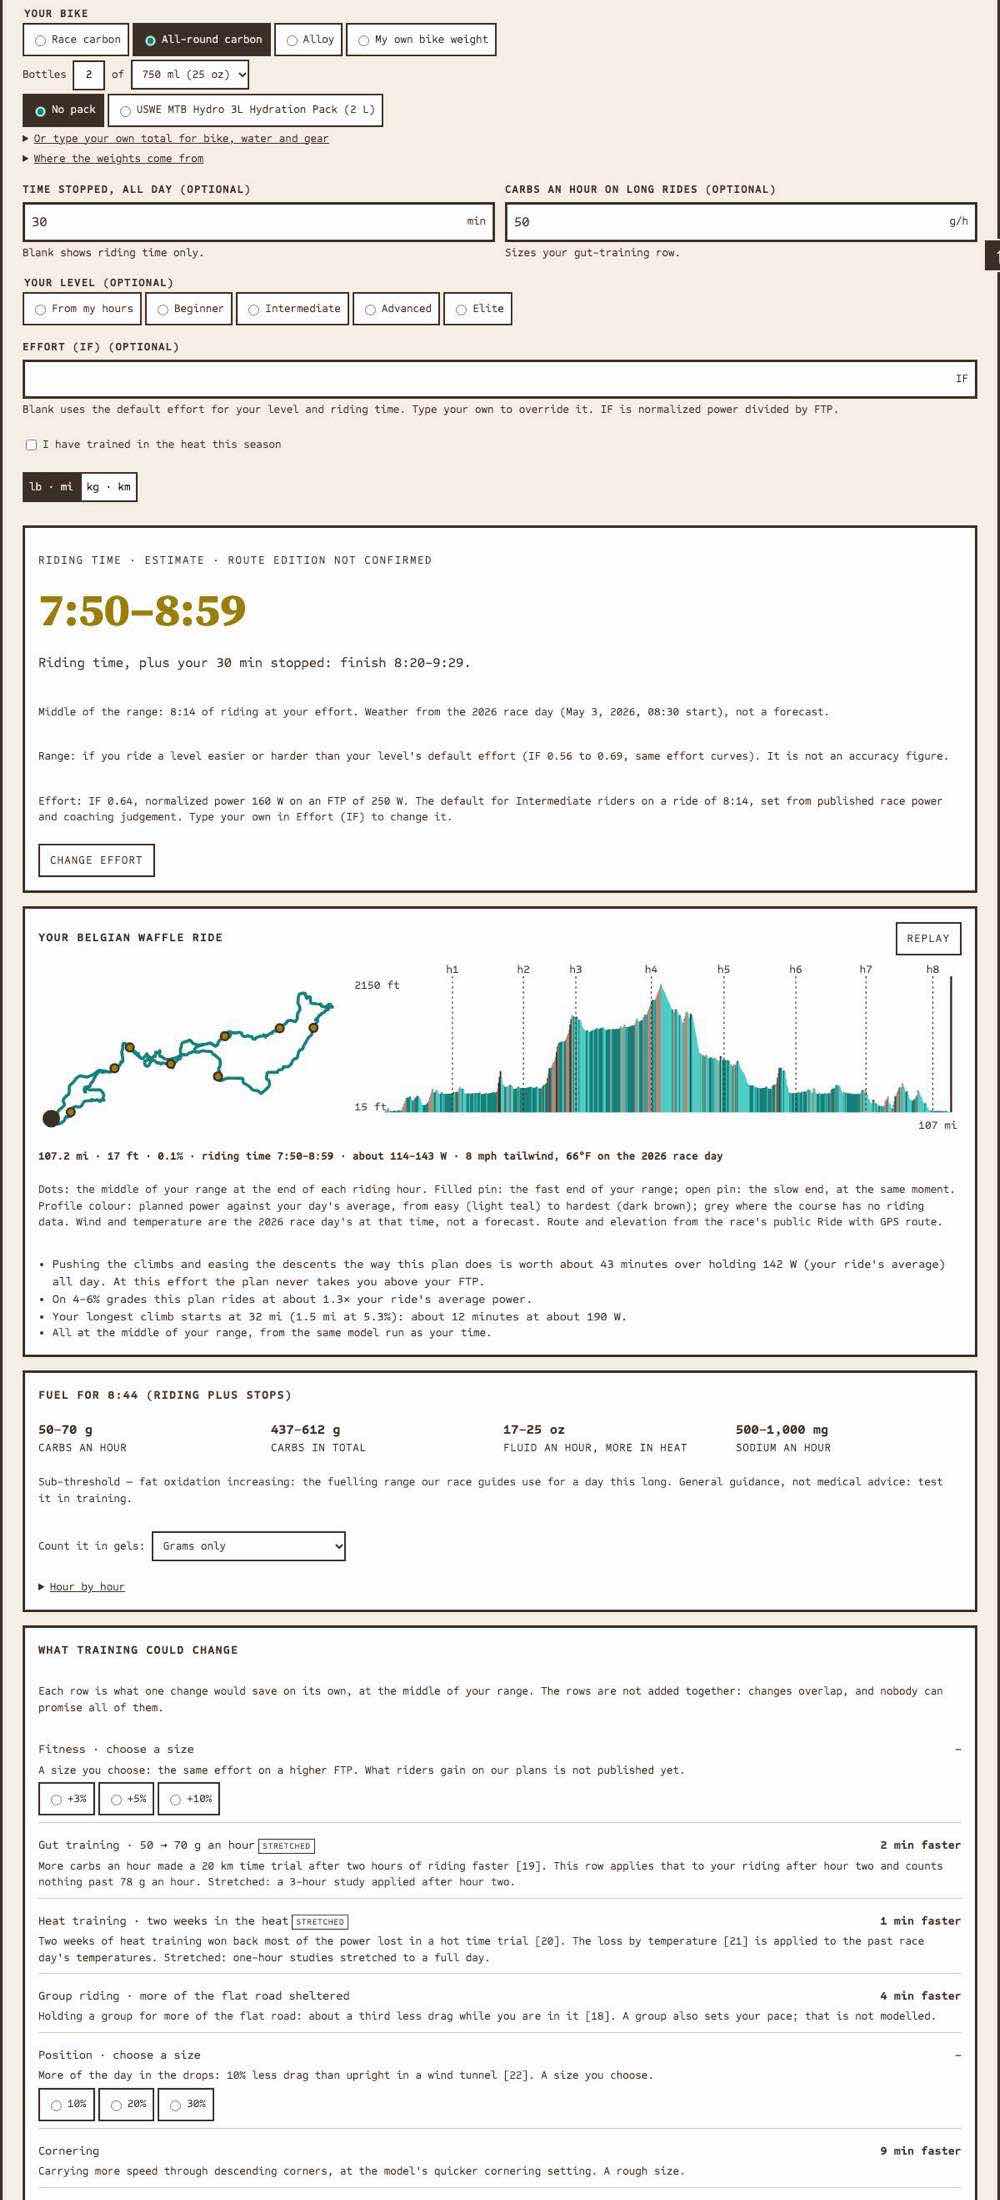 YOUR BIKE
Race carbon All-round carbon Alloy My own bike weight
Bottles 2 of 750 ml (25 oz)
No pack USWE MTB Hydro 3L Hydration Pack (2 L)
Or type your own total for bike, water and gear
Where the weights come from
TIME STOPPED, ALL DAY (OPTIONAL) CARBS AN HOUR ON LONG RIDES (OPTIONAL)
30 min 50 g/h
Blank shows riding time only. Sizes your gut-training row.
YOUR LEVEL (OPTIONAL)
From my hours Beginner Intermediate Advanced Elite
EFFORT (IF) (OPTIONAL)
IF
Blank uses the default effort for your level and riding time. Type your own to override it. IF is normalized power divided by FTP.
I have trained in the heat this season
lb · mi kg · km
RIDING TIME · ESTIMATE · ROUTE EDITION NOT CONFIRMED
7:50–8:59
Riding time, plus your 30 min stopped: finish 8:20–9:29.
Middle of the range: 8:14 of riding at your effort. Weather from the 2026 race day (May 3, 2026, 08:30 start), not a forecast.
Range: if you ride a level easier or harder than your level's default effort (IF 0.56 to 0.69, same effort curves). It is not an accuracy figure.
Effort: IF 0.64, normalized power 160 W on an FTP of 250 W. The default for Intermediate riders on a ride of 8:14, set from published race power
and coaching judgement. Type your own in Effort (IF) to change it.
CHANGE EFFORT
YOUR BELGIAN WAFFLE RIDE REPLAY
h1 h2 h3 h4 h5 h6 h7 h8
2150 ft
15 ft
107 mi
107.2 mi · 17 ft · 0.1% · riding time 7:50–8:59 · about 114–143 W · 8 mph tailwind, 66°F on the 2026 race day
Dots: the middle of your range at the end of each riding hour. Filled pin: the fast end of your range; open pin: the slow end, at the same moment.
Profile colour: planned power against your day's average, from easy (light teal) to hardest (dark brown); grey where the course has no riding
data. Wind and temperature are the 2026 race day's at that time, not a forecast. Route and elevation from the race's public Ride with GPS route.
• Pushing the climbs and easing the descents the way this plan does is worth about 43 minutes over holding 142 W (your ride's average)
all day. At this effort the plan never takes you above your FTP.
• On 4–6% grades this plan rides at about 1.3× your ride's average power.
• Your longest climb starts at 32 mi (1.5 mi at 5.3%): about 12 minutes at about 190 W.
• All at the middle of your range, from the same model run as your time.
FUEL FOR 8:44 (RIDING PLUS STOPS)
50–70 g 437–612 g 17–25 oz 500–1,000 mg
CARBS AN HOUR CARBS IN TOTAL FLUID AN HOUR, MORE IN HEAT SODIUM AN HOUR
Sub-threshold — fat oxidation increasing: the fuelling range our race guides use for a day this long. General guidance, not medical advice: test
it in training.
Count it in gels: Grams only
Hour by hour
WHAT TRAINING COULD CHANGE
Each row is what one change would save on its own, at the middle of your range. The rows are not added together: changes overlap, and nobody can
promise all of them.
Fitness · choose a size –
A size you choose: the same effort on a higher FTP. What riders gain on our plans is not published yet.
+3% +5% +10%
Gut training · 50 → 70 g an hour STRETCHED 2 min faster
More carbs an hour made a 20 km time trial after two hours of riding faster [19]. This row applies that to your riding after hour two and counts
nothing past 78 g an hour. Stretched: a 3-hour study applied after hour two.
Heat training · two weeks in the heat STRETCHED 1 min faster
Two weeks of heat training won back most of the power lost in a hot time trial [20]. The loss by temperature [21] is applied to the past race
day's temperatures. Stretched: one-hour studies stretched to a full day.
Group riding · more of the flat road sheltered 4 min faster
Holding a group for more of the flat road: about a third less drag while you are in it [18]. A group also sets your pace; that is not modelled.
Position · choose a size –
More of the day in the drops: 10% less drag than upright in a wind tunnel [22]. A size you choose.
10% 20% 30%
Cornering 9 min faster
Carrying more speed through descending corners, at the model's quicker cornering setting. A rough size.